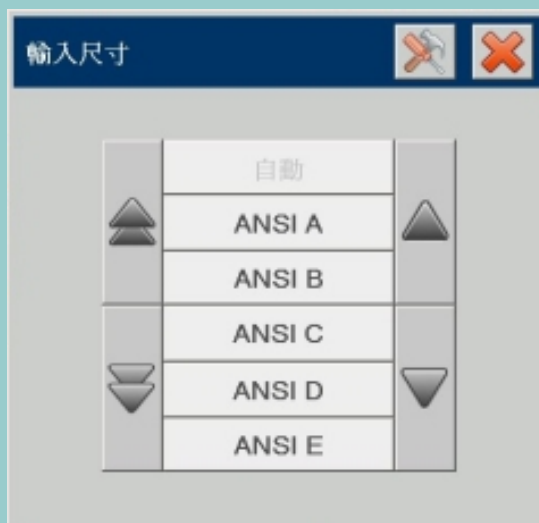 輸入尺寸
自動
ANSI A
ANSI B
ANSI C
ANSI D
ANSI E